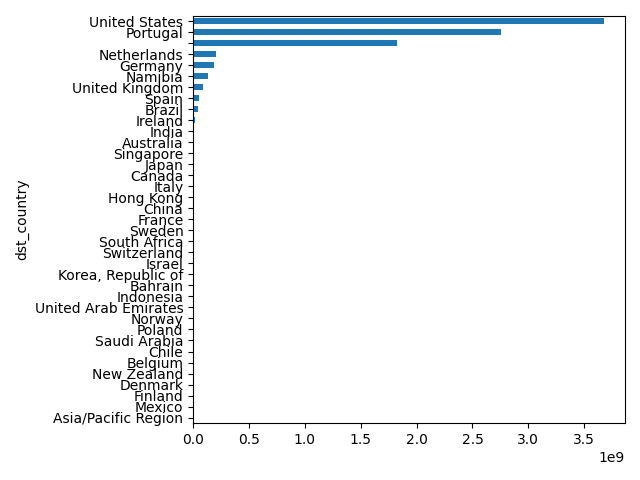 United States
Portugal
Netherlands
Germany
Namibia
United Kingdom
Spain
Brazil
Ireland
India
Australia
Singapore
Japan
Canada
Italy
Hong Kong
China
France
Sweden
South Africa
Switzerland
Israel
Korea, Republic of
Bahrain
Indonesia
United Arab Emirates
Norway
Poland
Saudi Arabia
Chile
Belgium
New Zealand
Denmark
Finland
Mexico
Asia/Pacific Region
dst_country
0.0 0.5 1.0 1.5 2.0 2.5 3.0 3.5
1e9